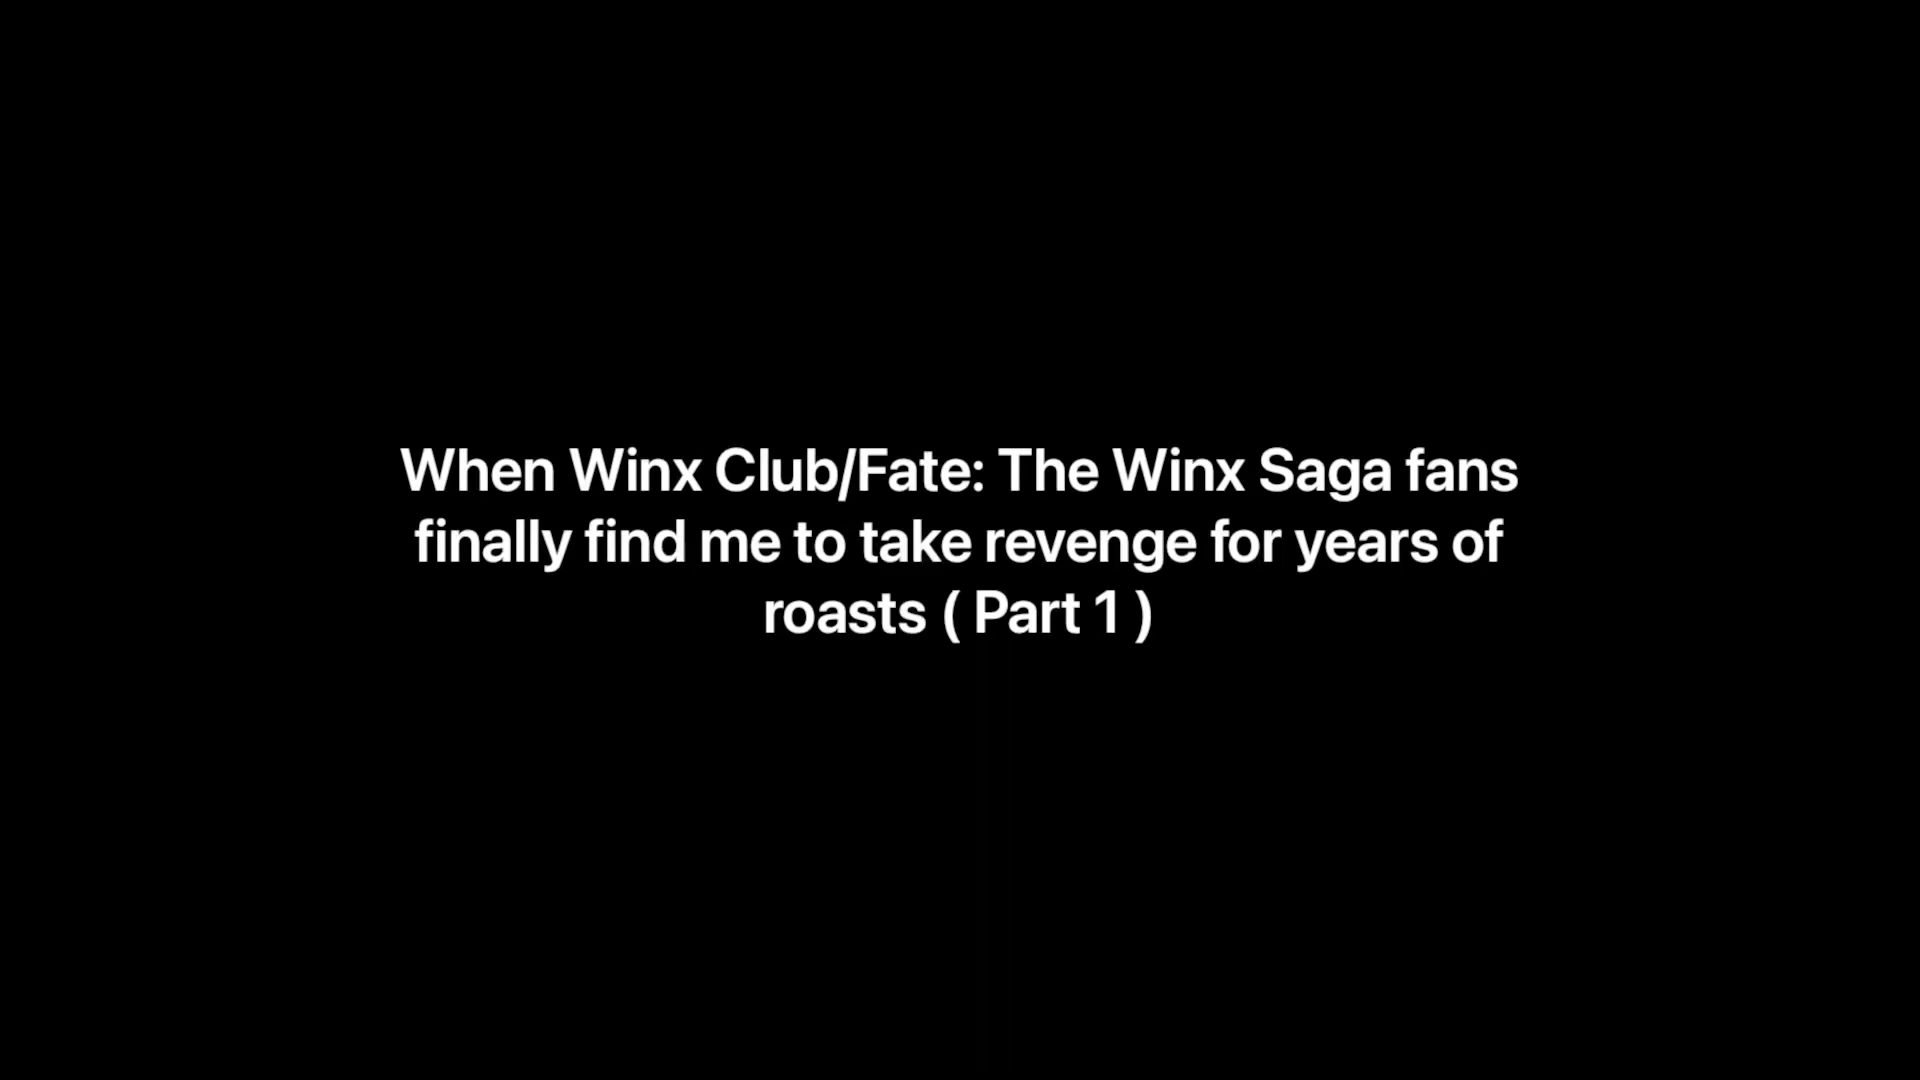 When Winx Club/Fate: The Winx Saga fans
finally find me to take revenge for years of
roasts ( Part 1 )